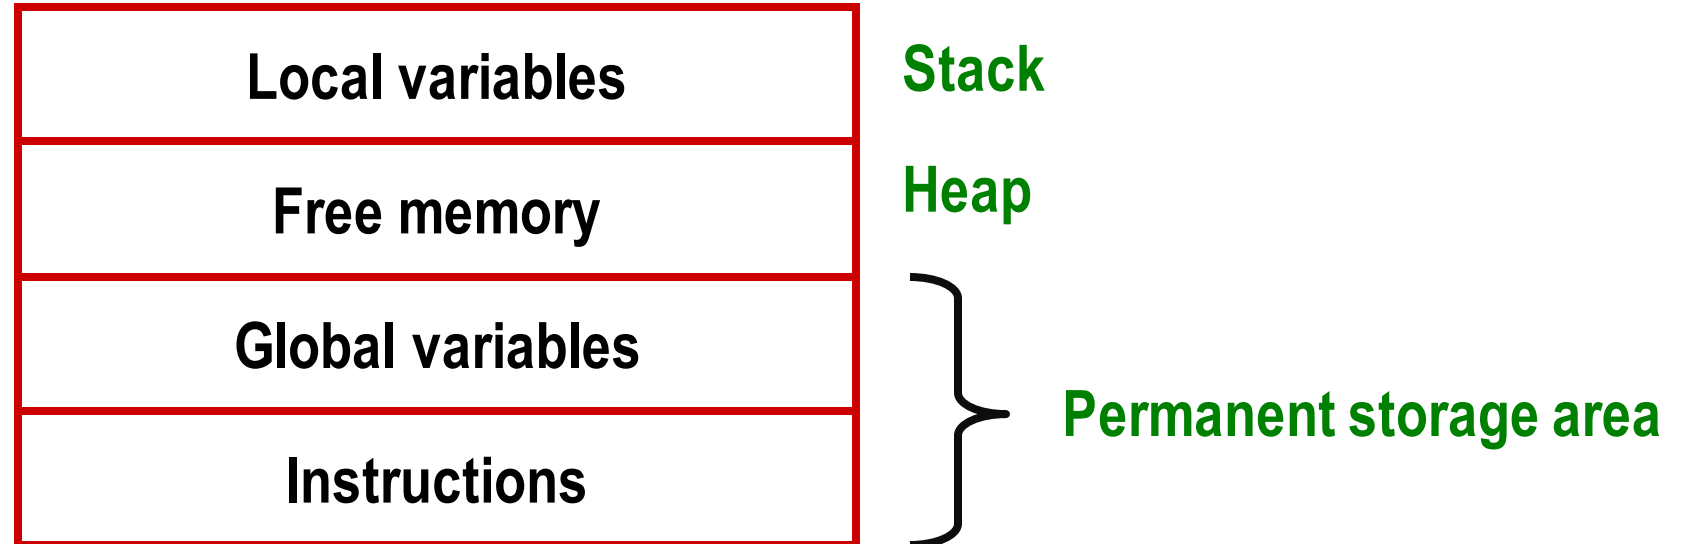 Local variables
Stack
Free memory
Heap
Global variables
Permanent storage area
Instructions